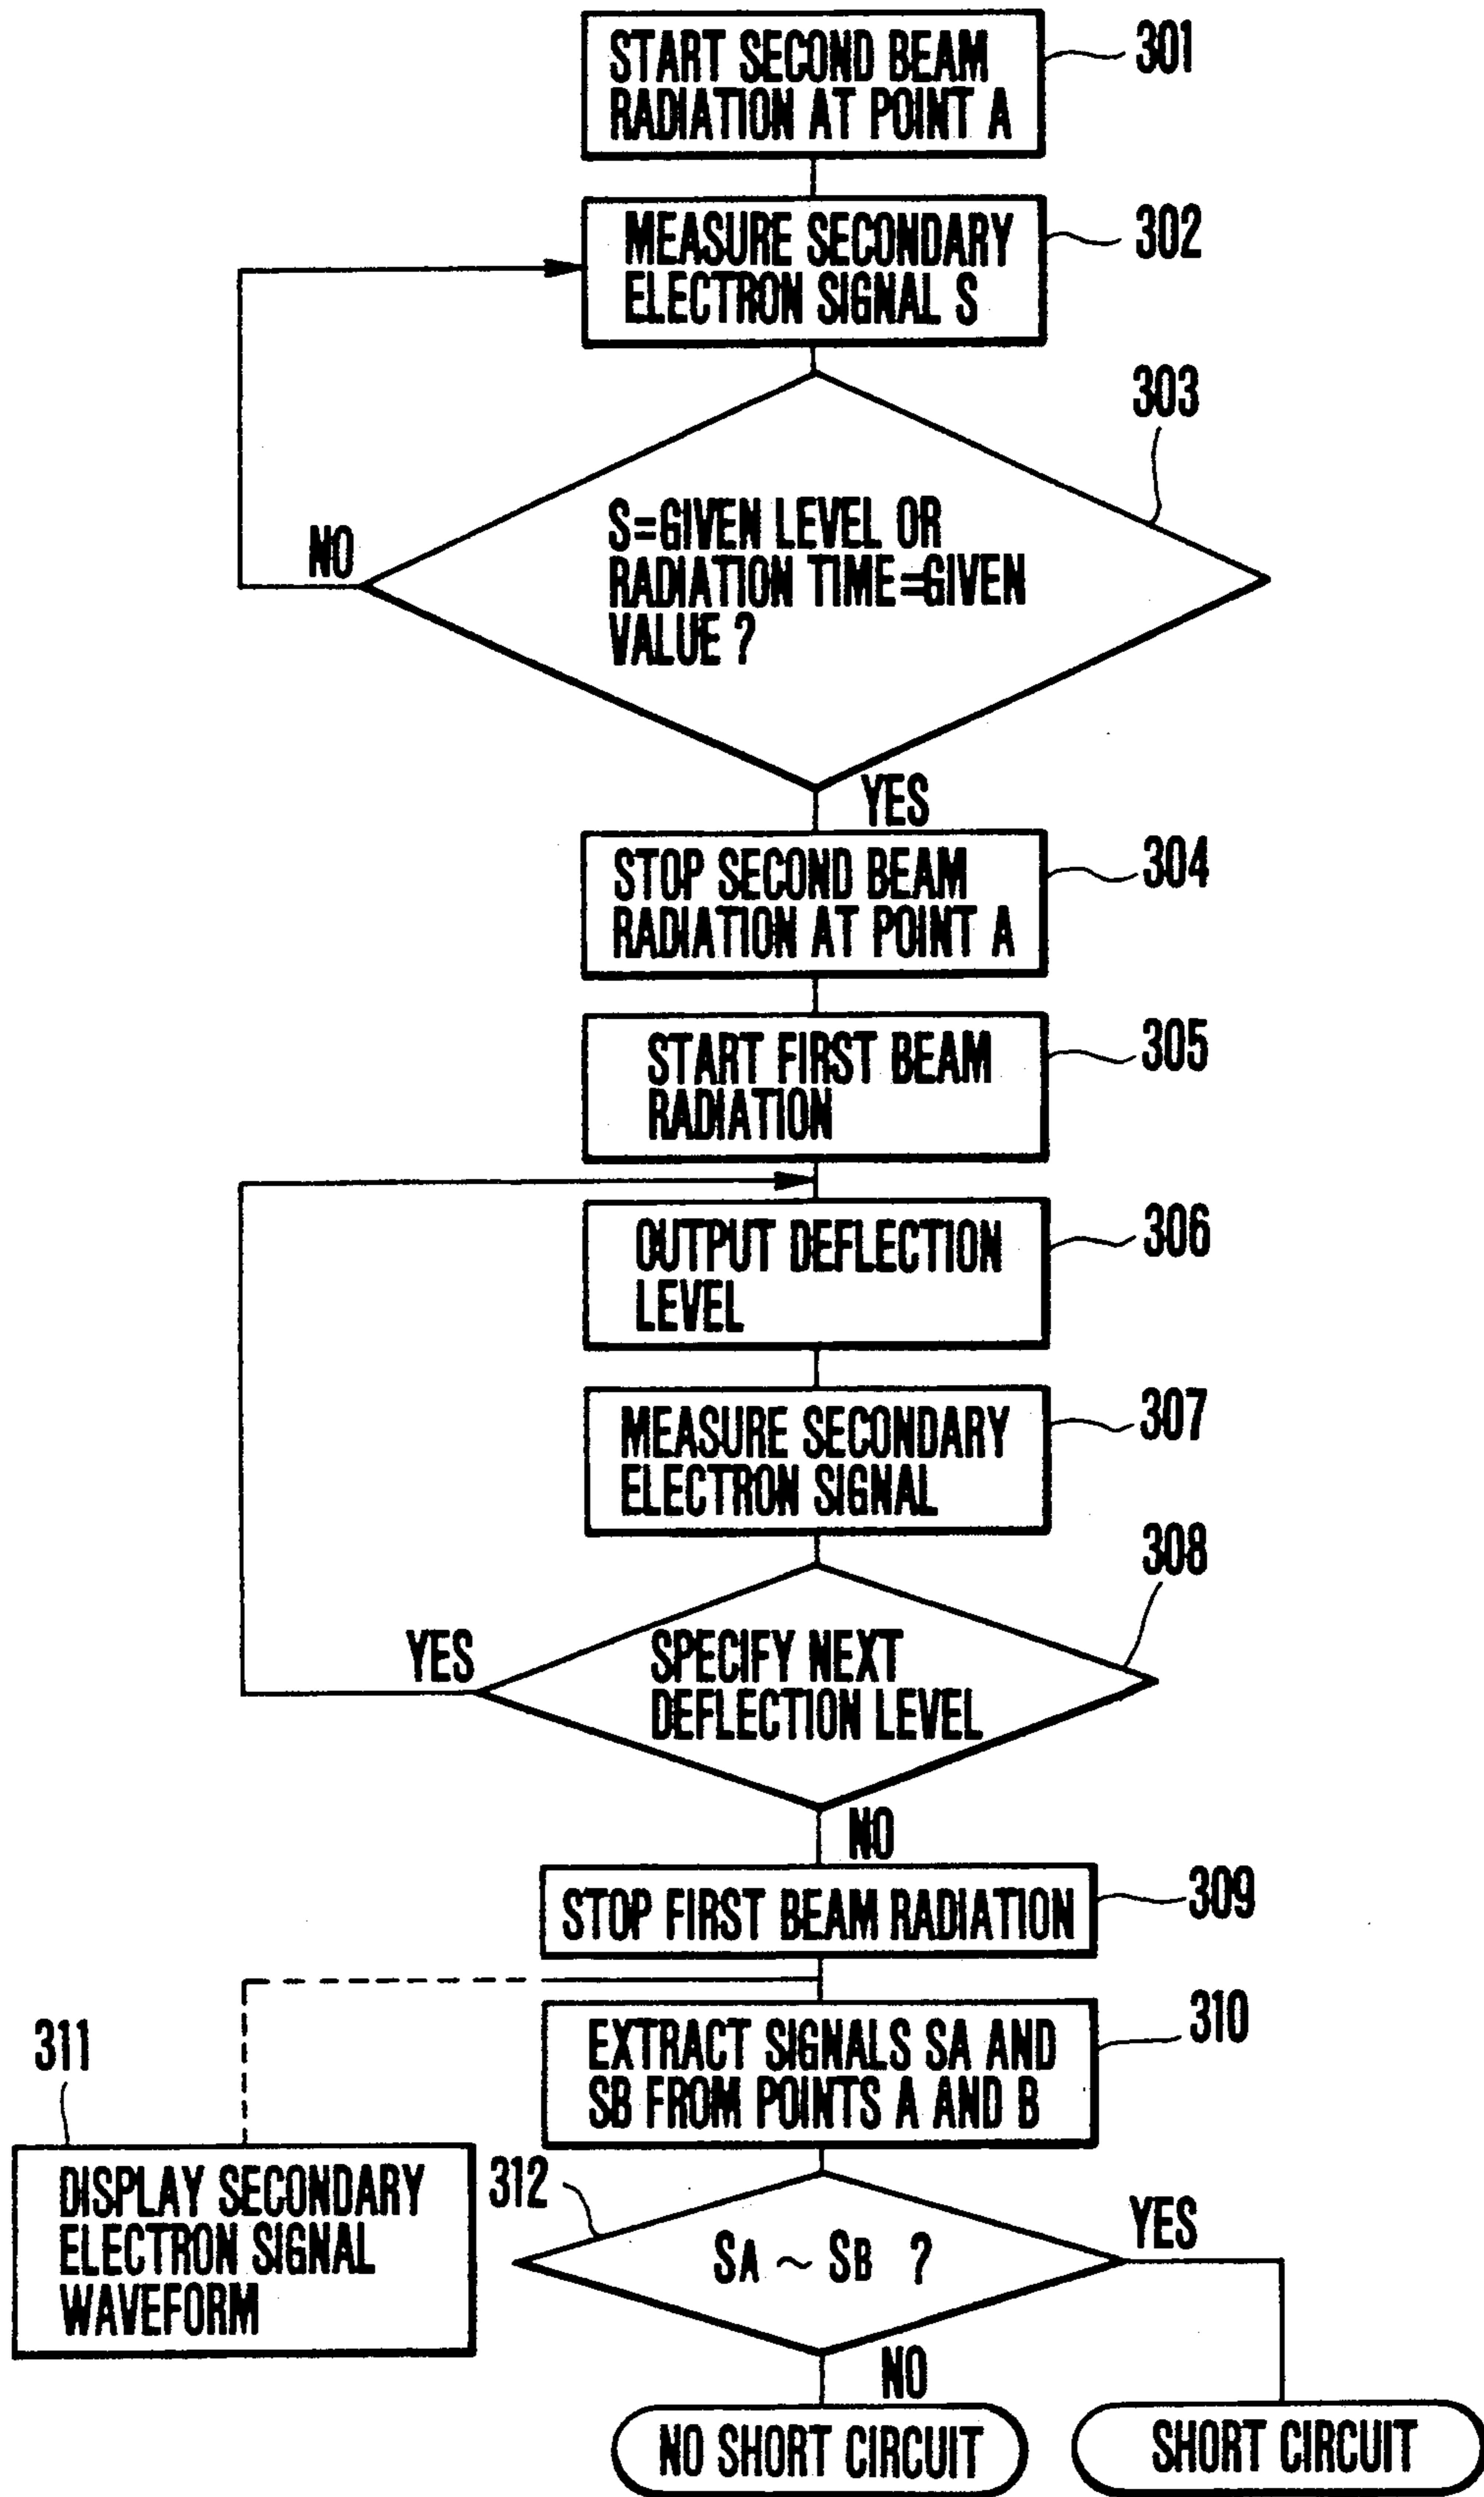 START SECOND BEAM
RADIATION AT POINT A
301
MEASURE SECONDARY
ELECTRON SIGNAL S
302
303
S=GIVEN LEVEL OR
RADIATION TIME=GIVEN
VALUE ?
NO
YES
STOP SECOND BEAM
RADIATION AT POINT A
304
START FIRST BEAM
RADIATION
305
OUTPUT DEFLECTION
LEVEL
306
MEASURE SECONDARY
ELECTRON SIGNAL
307
308
SPECIFY NEXT
DEFLECTION LEVEL
YES
NO
STOP FIRST BEAM RADIATION
309
EXTRACT SIGNALS SA AND
SB FROM POINTS A AND B
310
311
DISPLAY SECONDARY
ELECTRON SIGNAL
WAVEFORM
312
SA ~ SB ?
YES
NO
NO SHORT CIRCUIT
SHORT CIRCUIT